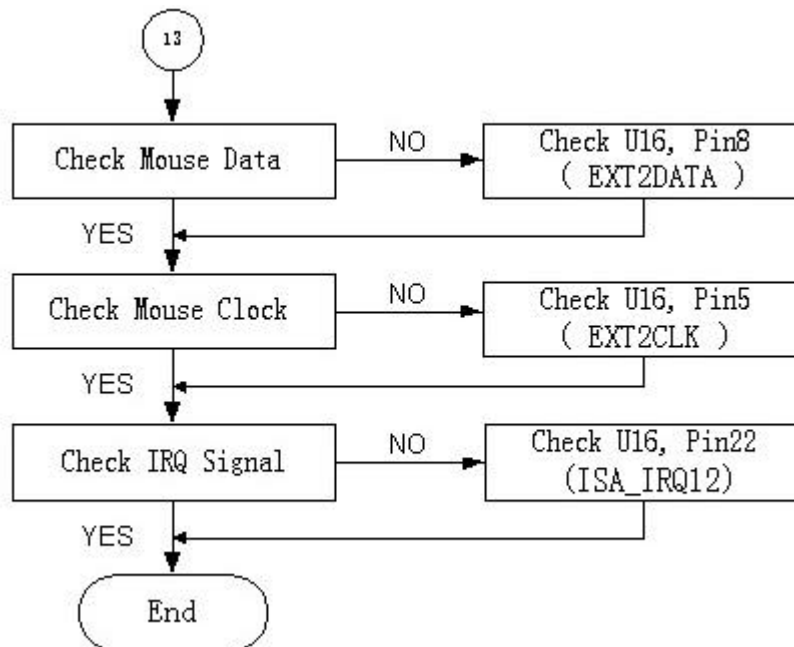 13
Check Mouse Data
NO
Check U16, Pin8
( EXT2DATA )
YES
Check Mouse Clock
NO
Check U16, Pin5
( EXT2CLK )
YES
Check IRQ Signal
NO
Check U16, Pin22
(ISA_IRQ12)
YES
End